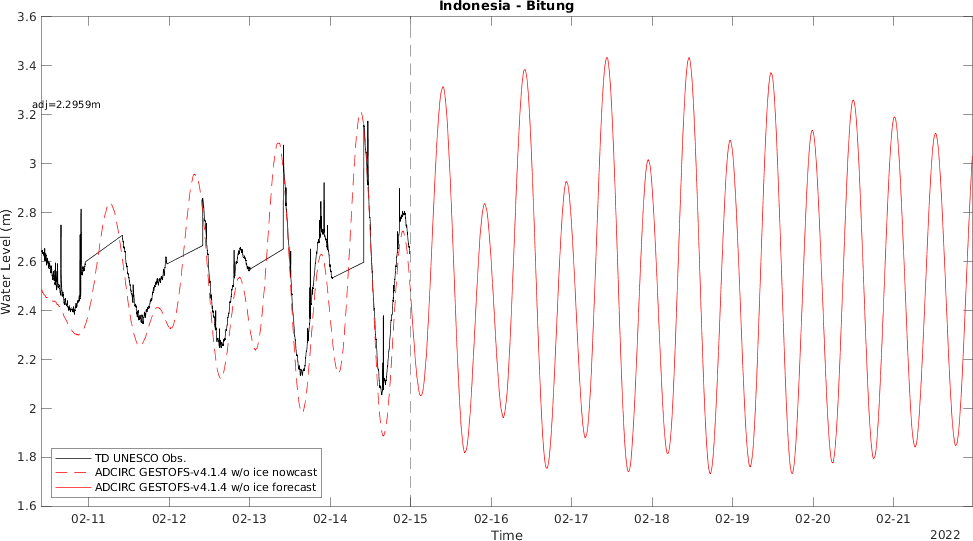 Indonesia - Bitung
3.6
3.4
adj=2.2959m
3.2
3
2.8
2.6
2.4
2.2
2
1.8
1.6
Water Level (m)
TD UNESCO Obs.
ADCIRC GESTOFS-v4.1.4 w/o ice nowcast
ADCIRC GESTOFS-v4.1.4 w/o ice forecast
02-11 02-12 02-13 02-14 02-15 02-16 02-17 02-18 02-19 02-20 02-21
Time
2022